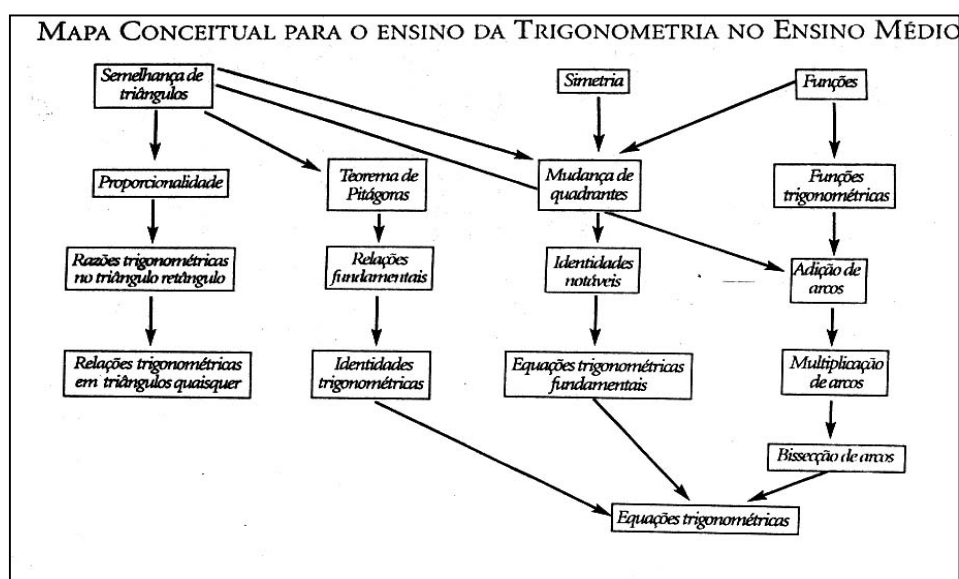 MAPA CONCEITUAL PARA O ENSINO DA TRIGONOMETRIA NO ENSINO MÉDIO
Semelhança de
triângulos
Simetria
Funções
Proporcionalidade
Teorema de
Pitágoras
Mudança de
quadrantes
Funções
trigonométricas
Razões trigonométricas
no triângulo retângulo
Relações
fundamentais
Identidades
notáveis
Adição de
arcos
Relações trigonométricas
em triângulos quaisquer
Identidades
trigonométricas
Equações trigonométricas
fundamentais
Multiplicação
de arcos
Bissecção de arcos
Equações trigonométricas